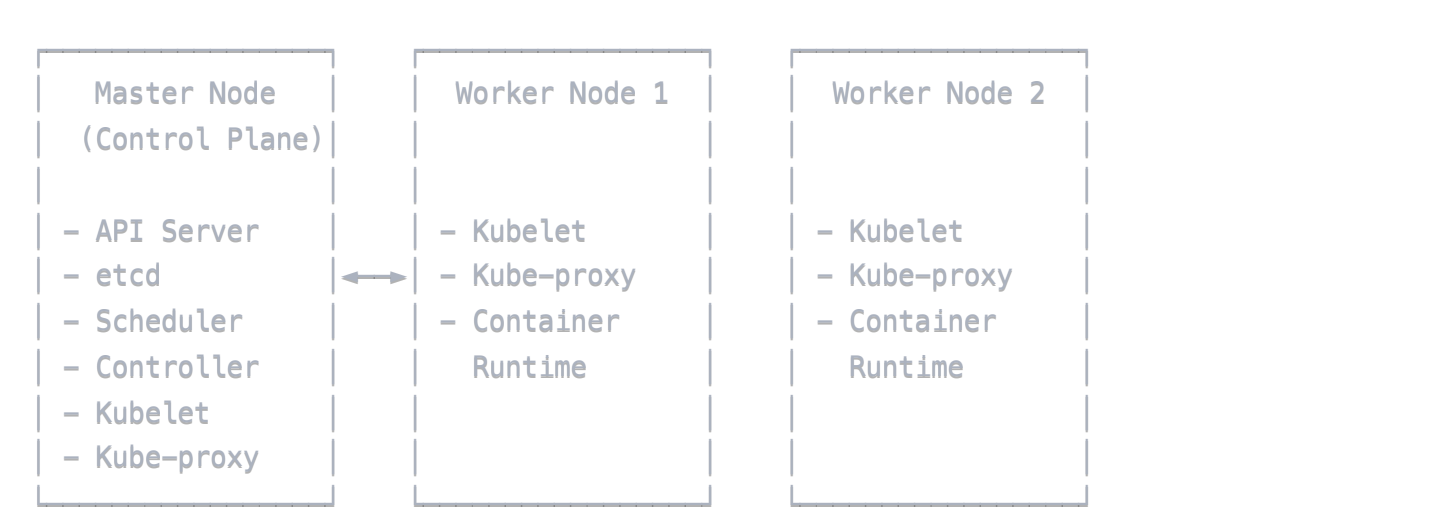 Master Node
(Control Plane)
- API Server
- etcd
- Scheduler
- Controller
- Kubelet
- Kube-proxy
Worker Node 1
- Kubelet
- Kube-proxy
- Container
Runtime
Worker Node 2
- Kubelet
- Kube-proxy
- Container
Runtime